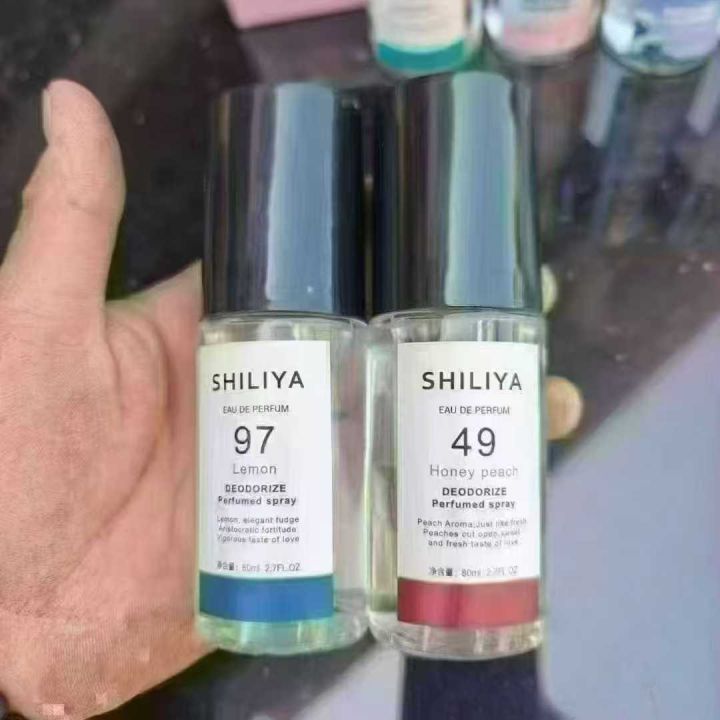 SHILIYA
EAU DE PERFUM
97
Lemon
DEODORIZE
Perfumed spray
Lemon, elegant fudge
Aristocratic fortitude
Vigorous taste of love
净含量: 80ml 2.7FL.OZ
SHILIYA
EAU DE PERFUM
49
Honey peach
DEODORIZE
Perfumed spray
Peach Aroma,Just like fresh
Peaches cut open,sweet
and fresh taste of love
净含量: 80ml 2.7FL.OZ